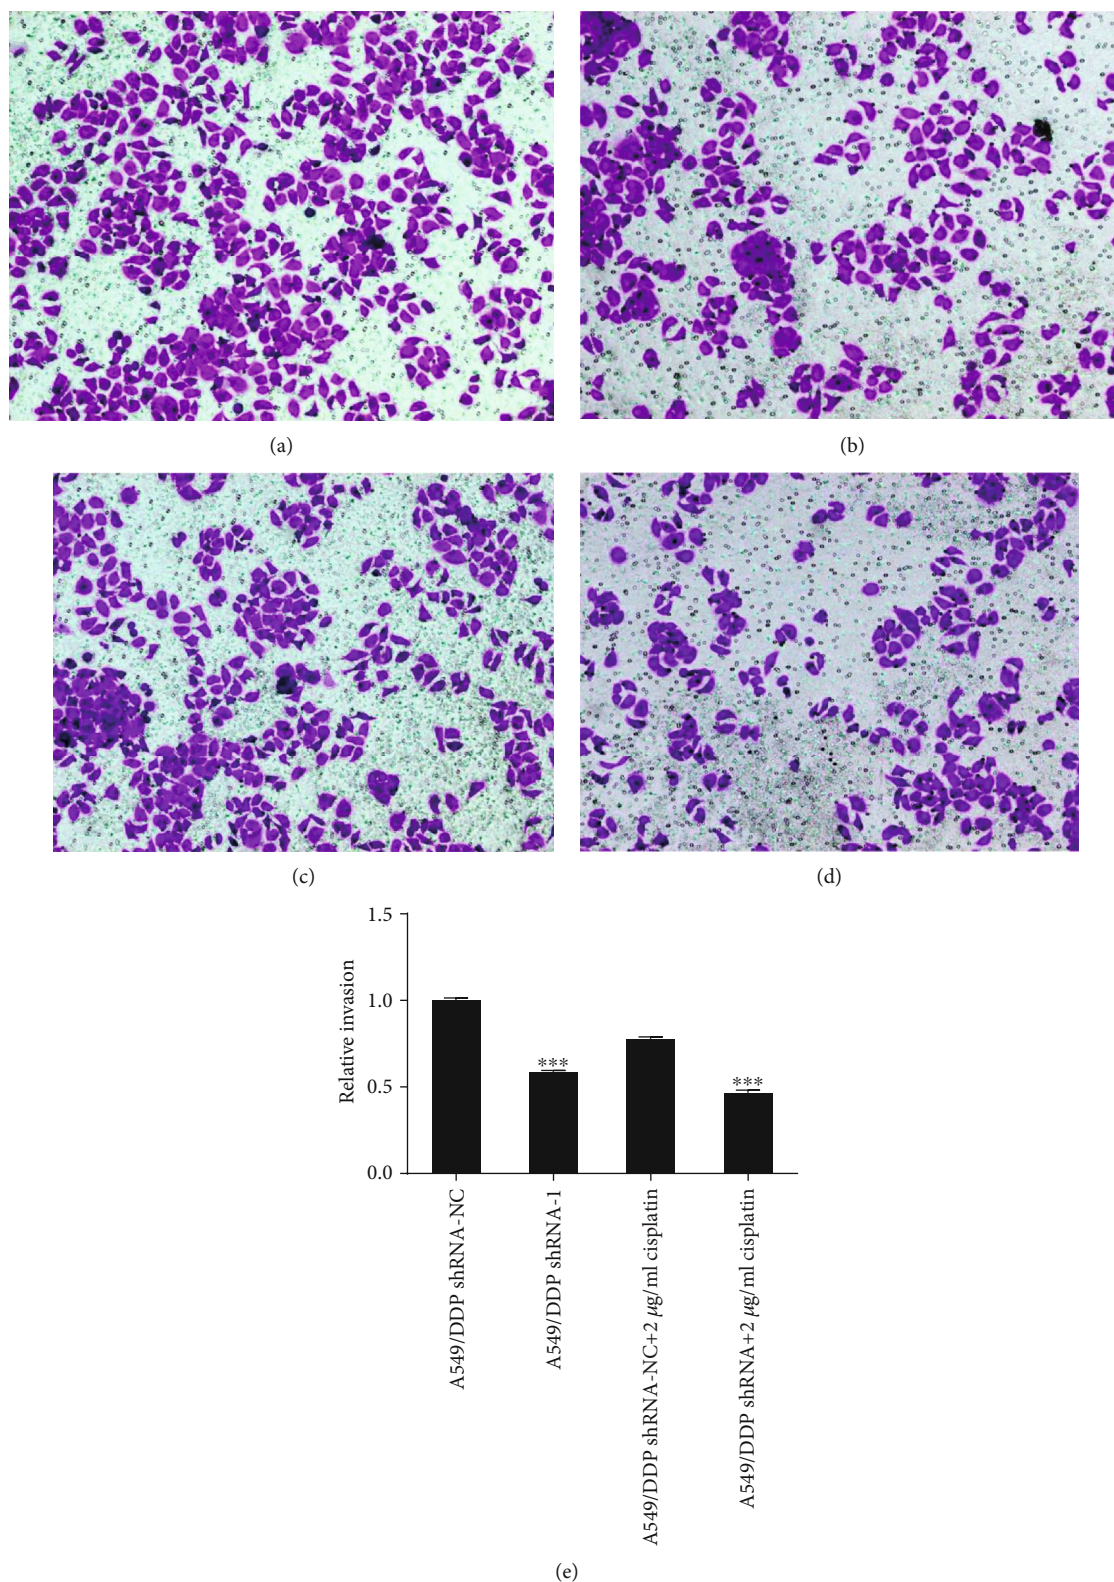 (a)
(b)
(c)
(d)
1.5
1.0
0.5
0.0
Relative invasion
***
***
A549/DDP shRNA-NC
A549/DDP shRNA-1
A549/DDP shRNA-NC+2 μg/ml cisplatin
A549/DDP shRNA+2 μg/ml cisplatin
(e)